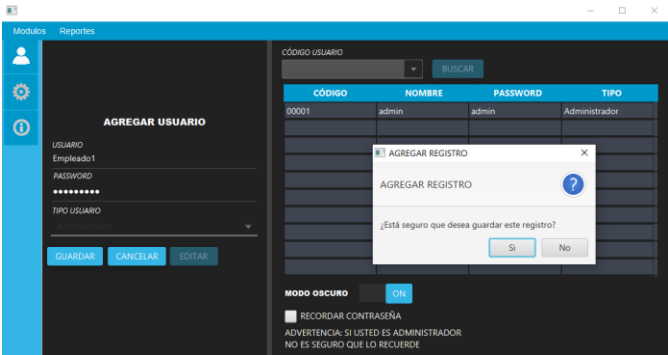 Modulos Reportes
AGREGAR USUARIO
USUARIO
Empleado1
PASSWORD
•••••••••
TIPO USUARIO
GUARDAR CANCELAR EDITAR
CÓDIGO USUARIO
BUSCAR
CÓDIGO NOMBRE PASSWORD TIPO
00001 admin admin Administrador
AGREGAR REGISTRO
AGREGAR REGISTRO
¿Está seguro que desea guardar este registro?
Si No
MODO OSCURO ON
RECORDAR CONTRASEÑA
ADVERTENCIA: SI USTED ES ADMINISTRADOR
NO ES SEGURO QUE LO RECUERDE